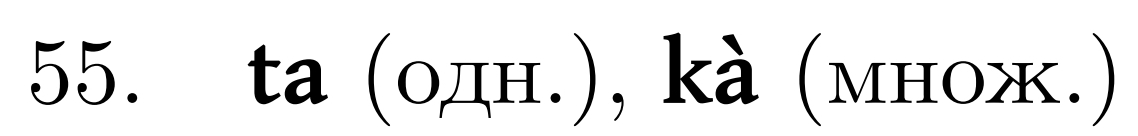 55. ta (одн.), kà (множ.)